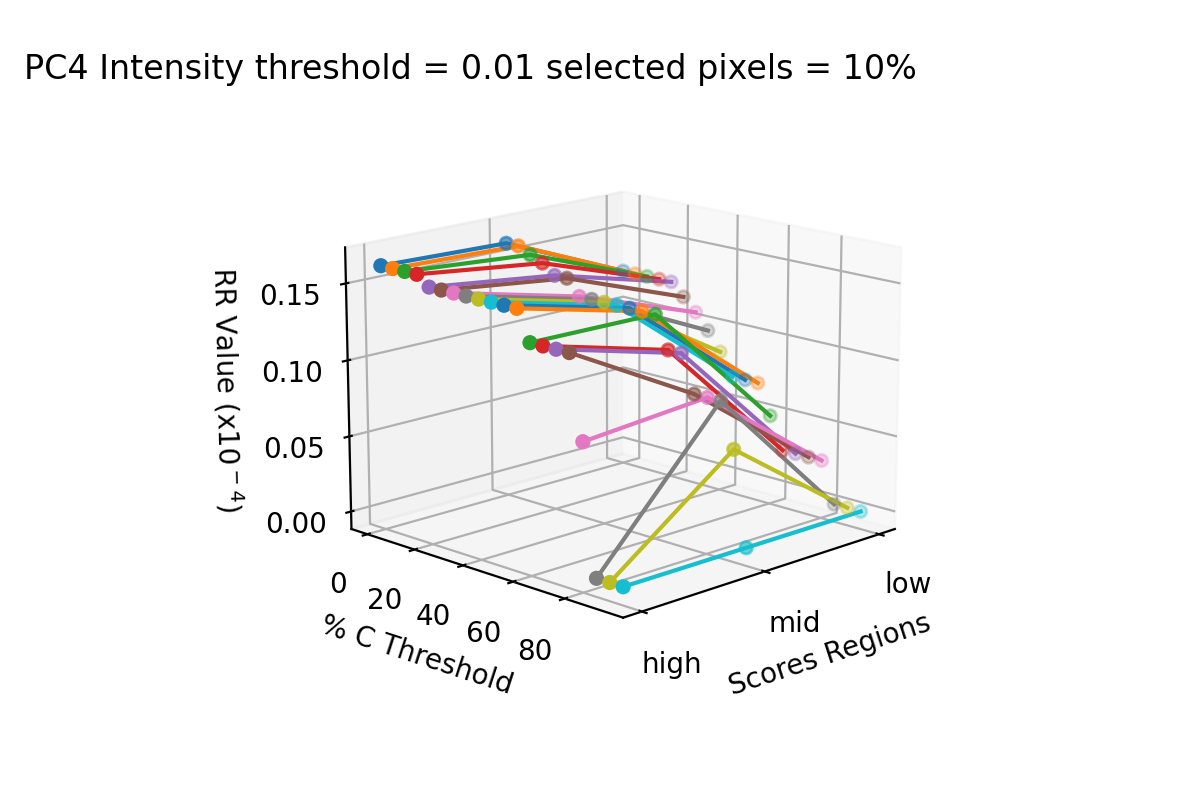 PC4 Intensity threshold = 0.01 selected pixels = 10%
RR Value (x10⁻⁴)
0.15
0.10
0.05
0.00
0
20
40
60
80
% C Threshold
low
mid
high
Scores Regions